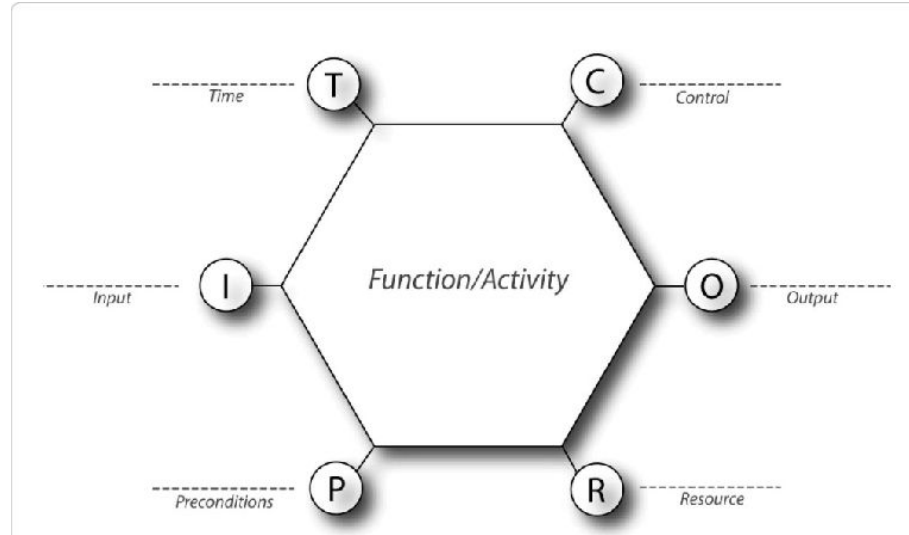 T
C
Time
Control
I
Function/Activity
O
Input
Output
P
R
Preconditions
Resource